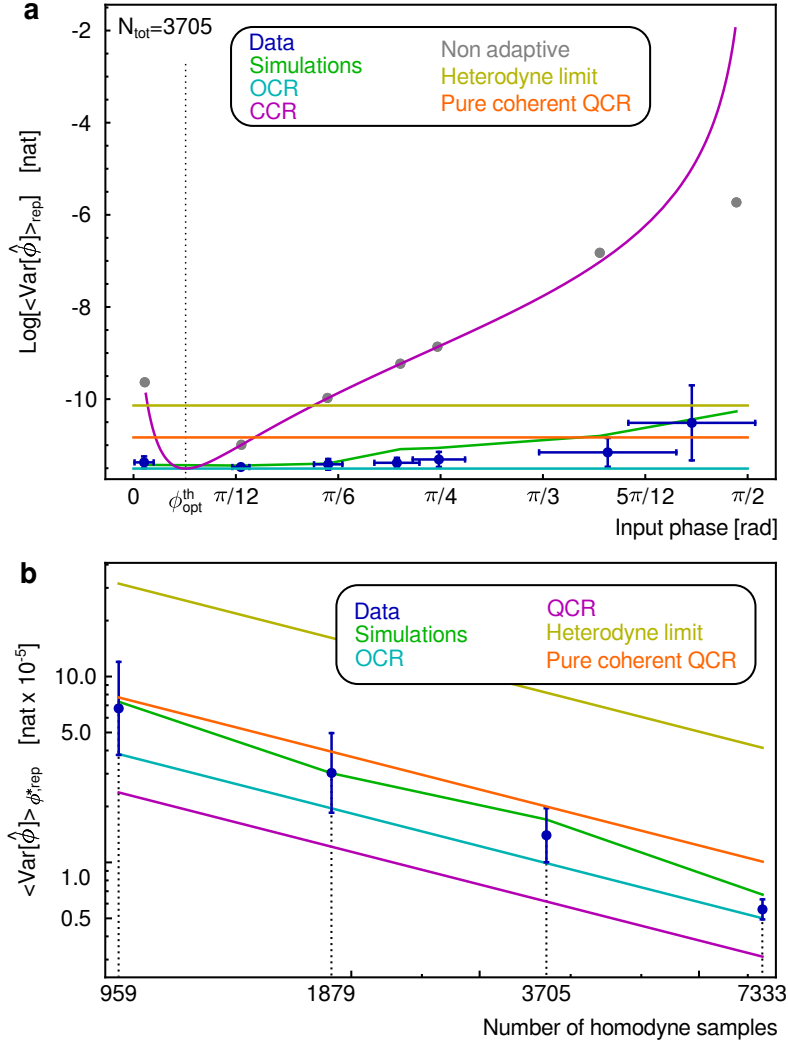 a
N_tot=3705
Data
Simulations
OCR
CCR
Non adaptive
Heterodyne limit
Pure coherent QCR
-2
-4
-6
-8
-10
Log[<Var[ϕ̂]>_rep] [nat]
0 ϕ^th_opt π/12 π/6 π/4 π/3 5π/12 π/2
Input phase [rad]
b
Data
Simulations
OCR
QCR
Heterodyne limit
Pure coherent QCR
10.0
5.0
1.0
0.5
<Var[ϕ̂]>_ϕ*,rep [nat x 10^-5]
959 1879 3705 7333
Number of homodyne samples